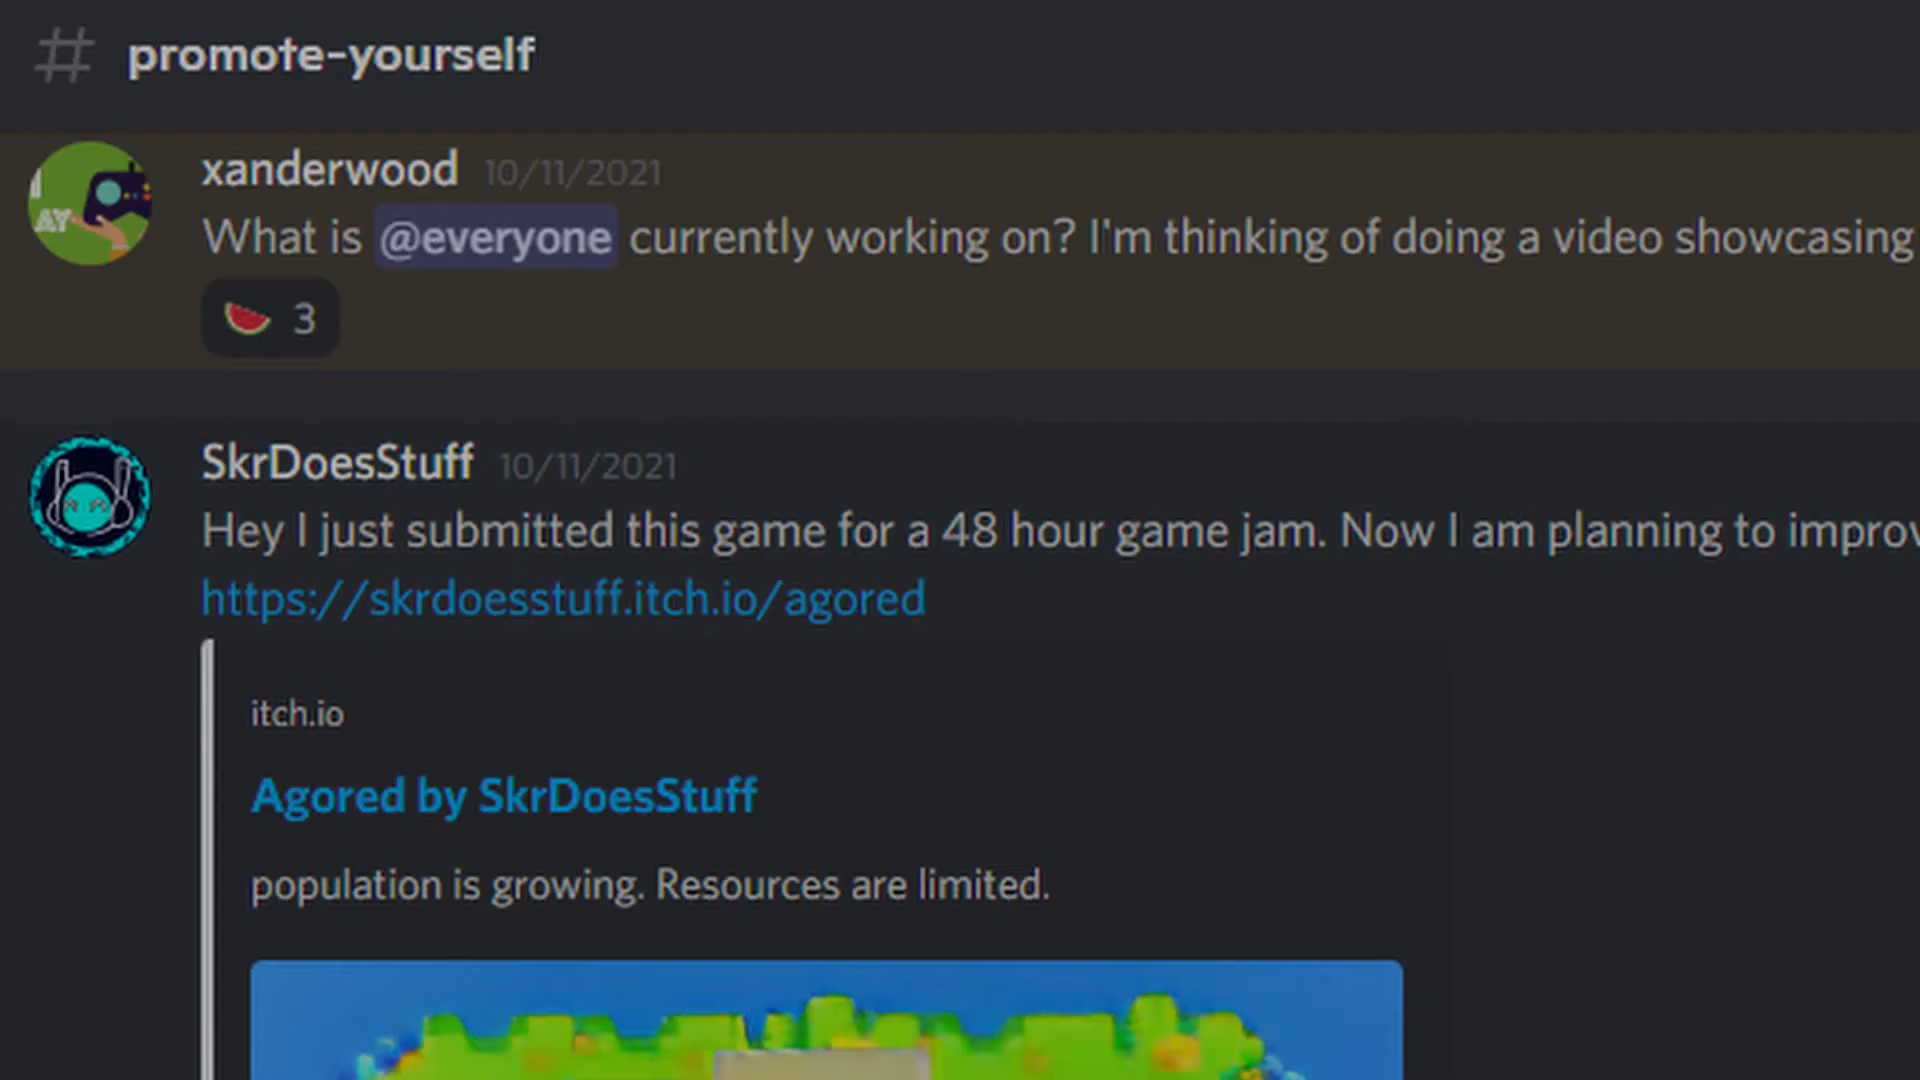 # promote-yourself
xanderwood 10/11/2021
What is @everyone currently working on? I'm thinking of doing a video showcasing
3
AY
SkrDoesStuff 10/11/2021
Hey I just submitted this game for a 48 hour game jam. Now I am planning to improv
https://skrdoesstuff.itch.io/agored
itch.io
Agored by SkrDoesStuff
population is growing. Resources are limited.